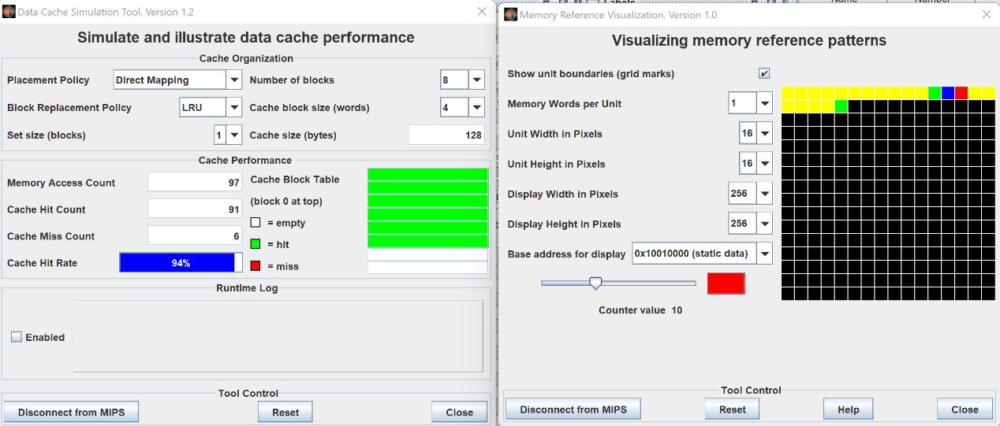 Data Cache Simulation Tool, Version 1.2
Simulate and illustrate data cache performance
Cache Organization
Placement Policy Direct Mapping Number of blocks 8
Block Replacement Policy LRU Cache block size (words) 4
Set size (blocks) 1 Cache size (bytes) 128
Cache Performance
Memory Access Count 97 Cache Block Table
(block 0 at top)
Cache Hit Count 91
= empty
Cache Miss Count 6
= hit
Cache Hit Rate 94%
= miss
Runtime Log
Enabled
Tool Control
Disconnect from MIPS Reset Close
Labels
Memory Reference Visualization, Version 1.0
Visualizing memory reference patterns
Show unit boundaries (grid marks)
Memory Words per Unit 1
Unit Width in Pixels 16
Unit Height in Pixels 16
Display Width in Pixels 256
Display Height in Pixels 256
Base address for display 0x10010000 (static data)
Counter value 10
Tool Control
Disconnect from MIPS Reset Help Close